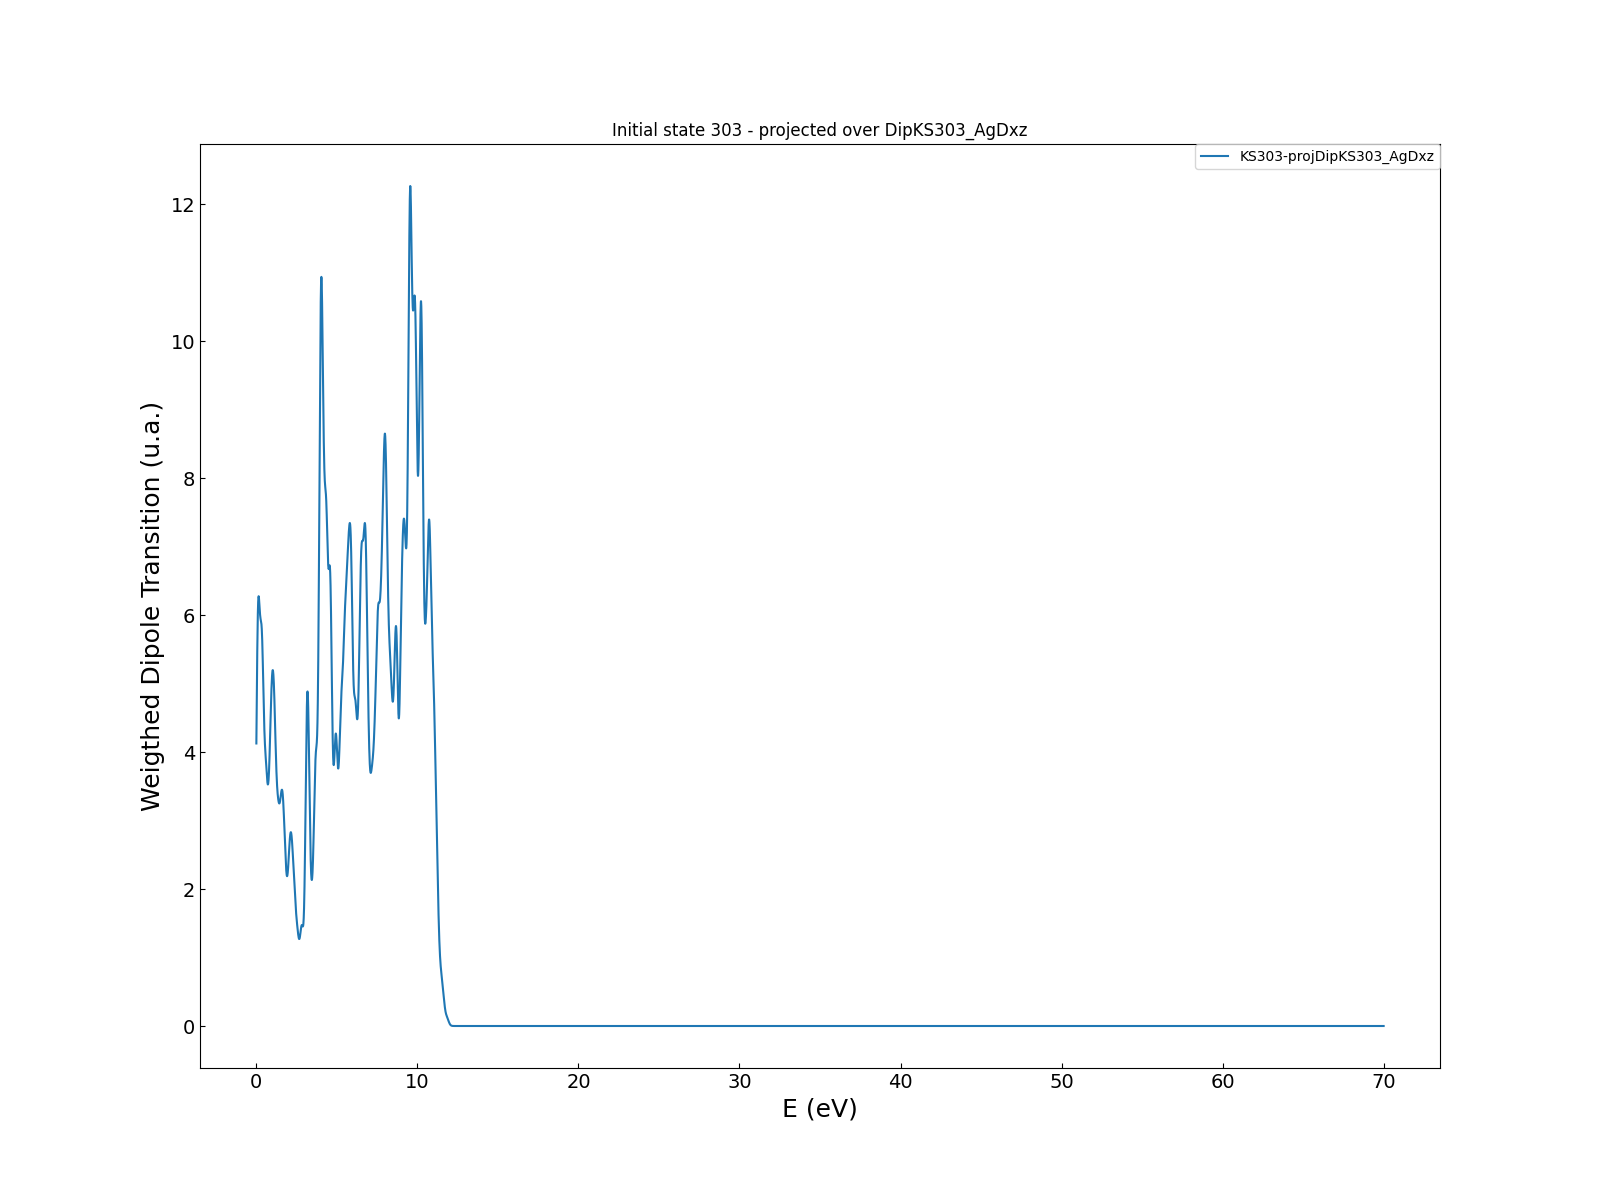 Initial state 303 - projected over DipKS303_AgDxz
KS303-projDipKS303_AgDxz
Weigthed Dipole Transition (u.a.)
12
10
8
6
4
2
0
0 10 20 30 40 50 60 70
E (eV)